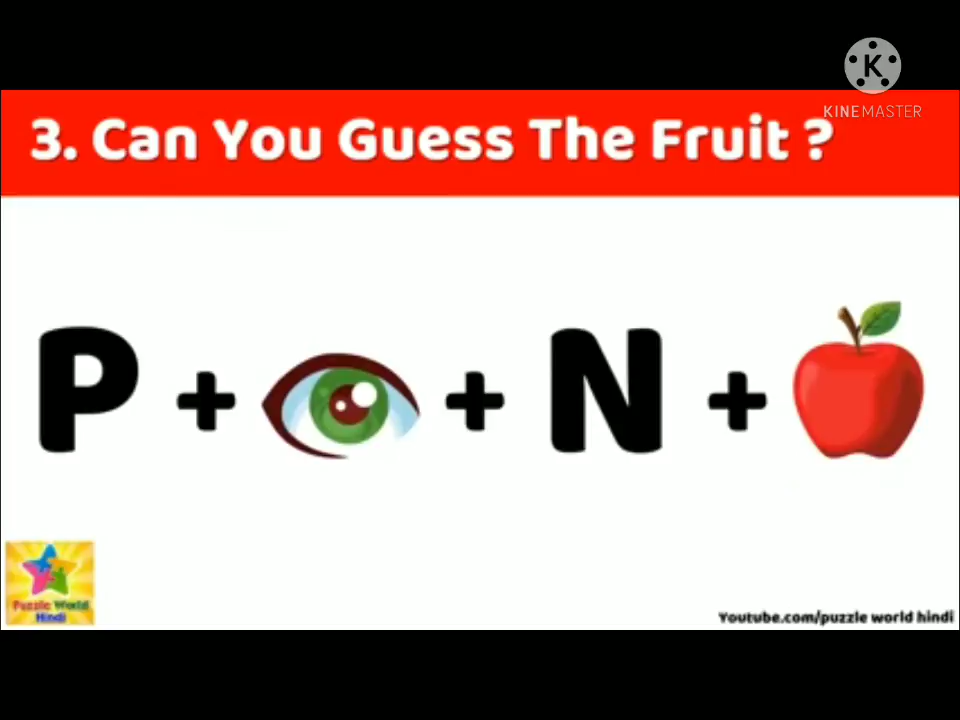 K
KINEMASTER
3. Can You Guess The Fruit ?
P + + N +
Puzzle World
Hindi
Youtube.com/puzzle world hindi